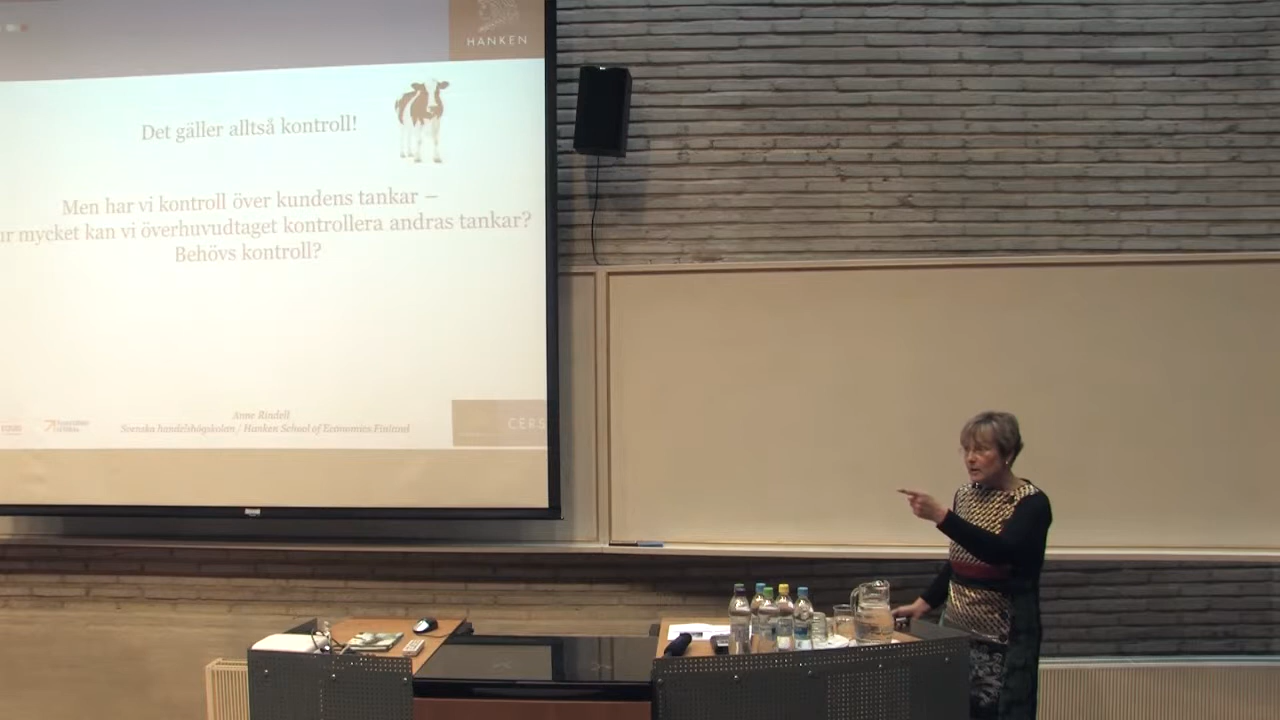 HANKEN
Det gäller alltså kontroll!
Men har vi kontroll över kundens tankar –
ur mycket kan vi överhuvudtaget kontrollera andras tankar?
Behövs kontroll?
Anne Rindell
Svenska handelshögskolan / Hanken School of Economics Finland
CERS